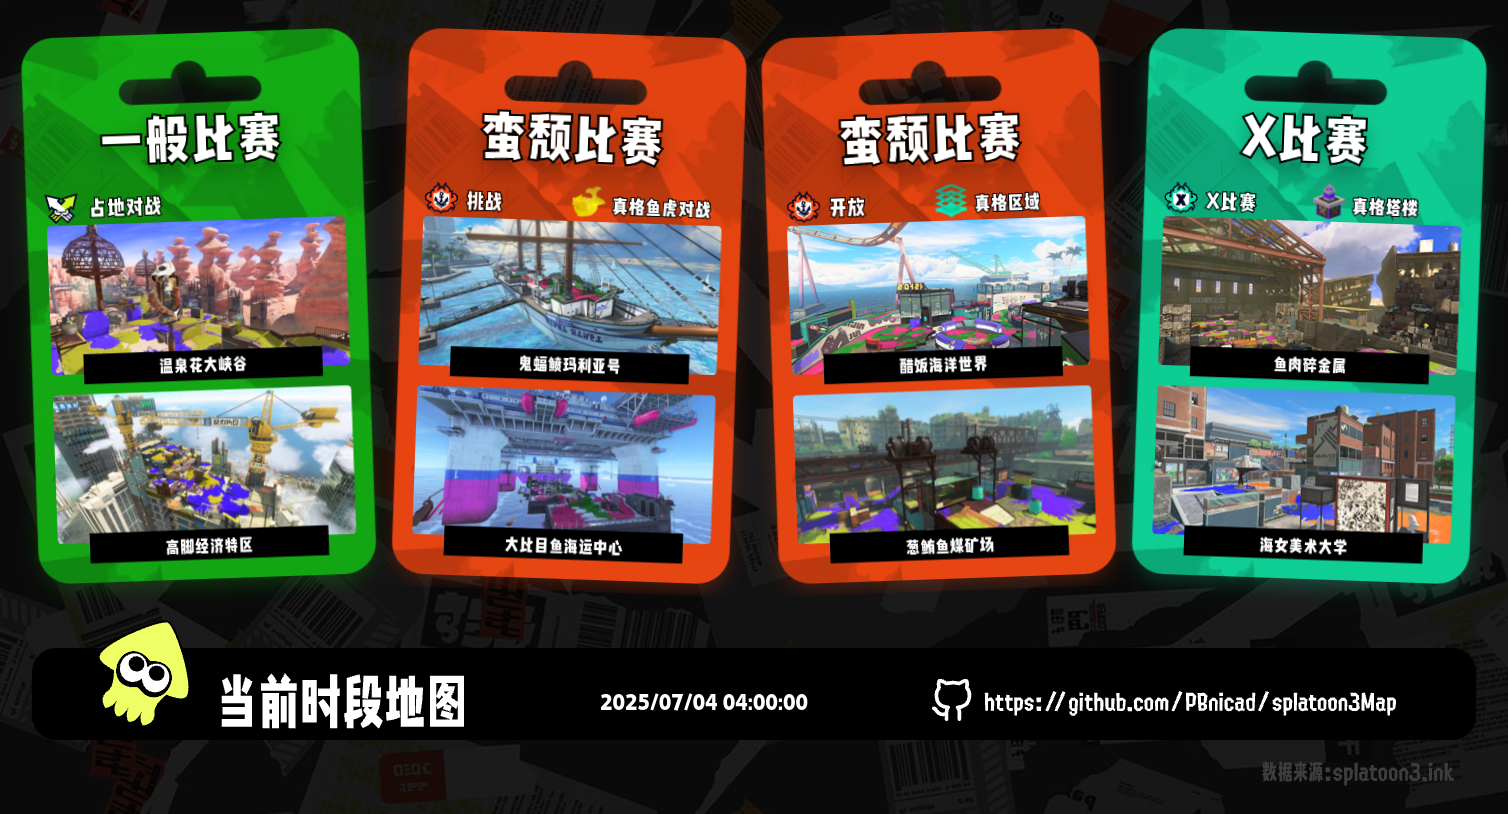 一般比赛
占地对战
温泉花大峡谷
高脚经济特区
蛮颓比赛
挑战
真格鱼虎对战
鬼蝠鲼玛利亚号
大比目鱼海运中心
蛮颓比赛
开放
真格区域
醋饭海洋世界
葱鲔鱼煤矿场
X比赛
X比赛
真格塔楼
鱼肉碎金属
海女美术大学
当前时段地图
2025/07/04 04:00:00
https://github.com/PBnicad/splatoon3Map
数据来源:splatoon3.ink